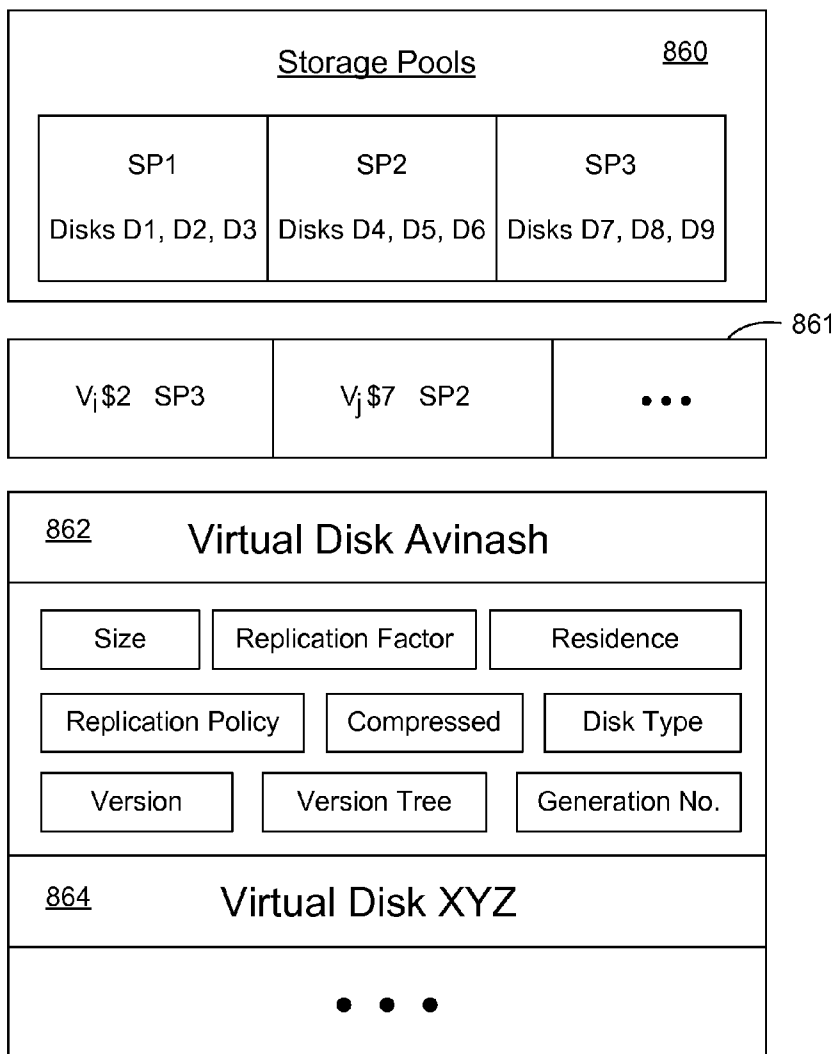 Storage Pools 860
SP1 SP2 SP3
Disks D1, D2, D3 Disks D4, D5, D6 Disks D7, D8, D9
861
Vi$2 SP3 Vj$7 SP2 •••
862 Virtual Disk Avinash
Size Replication Factor Residence
Replication Policy Compressed Disk Type
Version Version Tree Generation No.
864 Virtual Disk XYZ
• • •